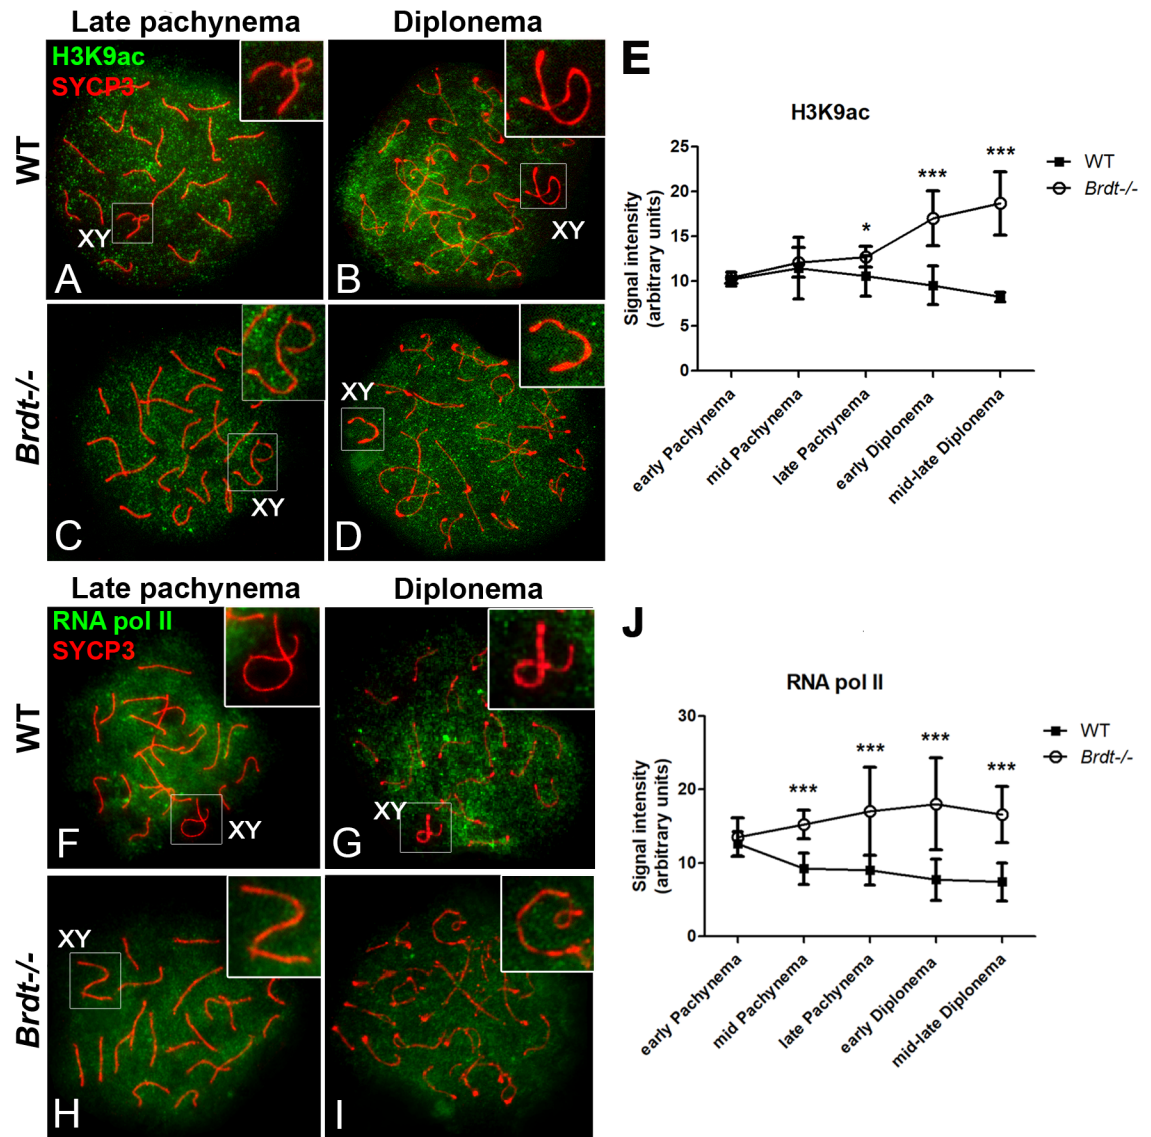 Late pachynema
Diplonema
H3K9ac
SYCP3
WT
XY
A
XY
B
Brdt-/-
XY
C
XY
D
E
H3K9ac
Signal intensity
(arbitrary units)
25
20
15
10
5
0
*
***
***
WT
Brdt-/-
early Pachynema
mid Pachynema
late Pachynema
early Diplonema
mid-late Diplonema
Late pachynema
Diplonema
RNA pol II
SYCP3
WT
XY
F
XY
G
Brdt-/-
XY
H
I
J
RNA pol II
Signal intensity
(arbitrary units)
30
20
10
0
***
***
***
***
WT
Brdt-/-
early Pachynema
mid Pachynema
late Pachynema
early Diplonema
mid-late Diplonema